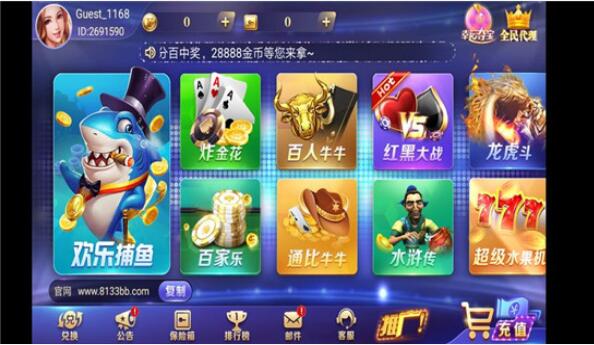 Guest_1168
ID:2691590
0
0
幸运夺宝
全民代理
分百中奖，28888金币等您来拿~
欢乐捕鱼
A A A
炸金花
百人牛牛
Hot
VS
红黑大战
龙虎斗
百家乐
通比牛牛
水浒传
777
超级水果机
官网 www.8133bb.com
复制
兑换
公告
保险箱
排行榜
邮件
客服
推广
充值